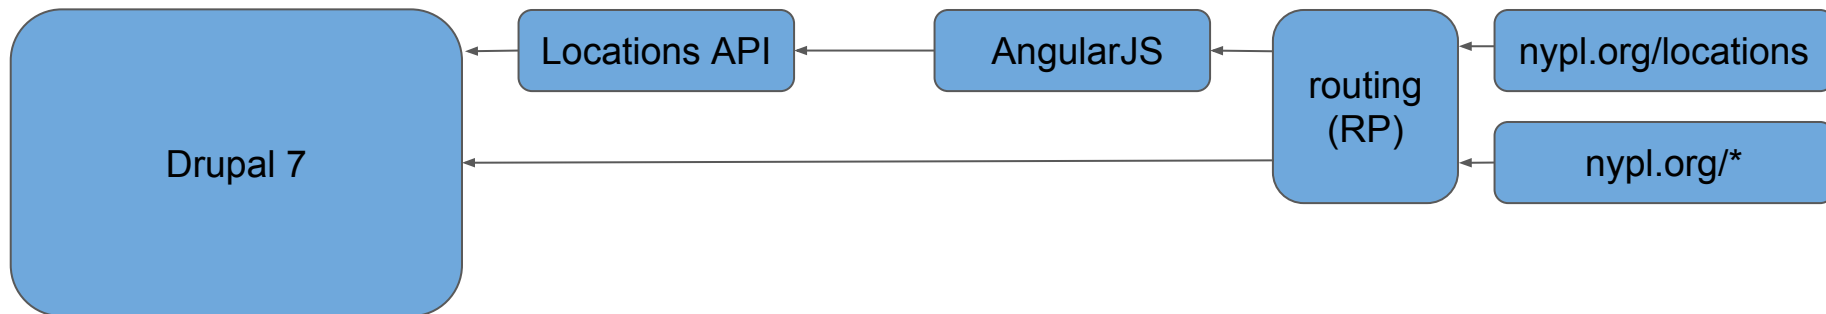 Drupal 7
Locations API
AngularJS
routing
(RP)
nypl.org/locations
nypl.org/*